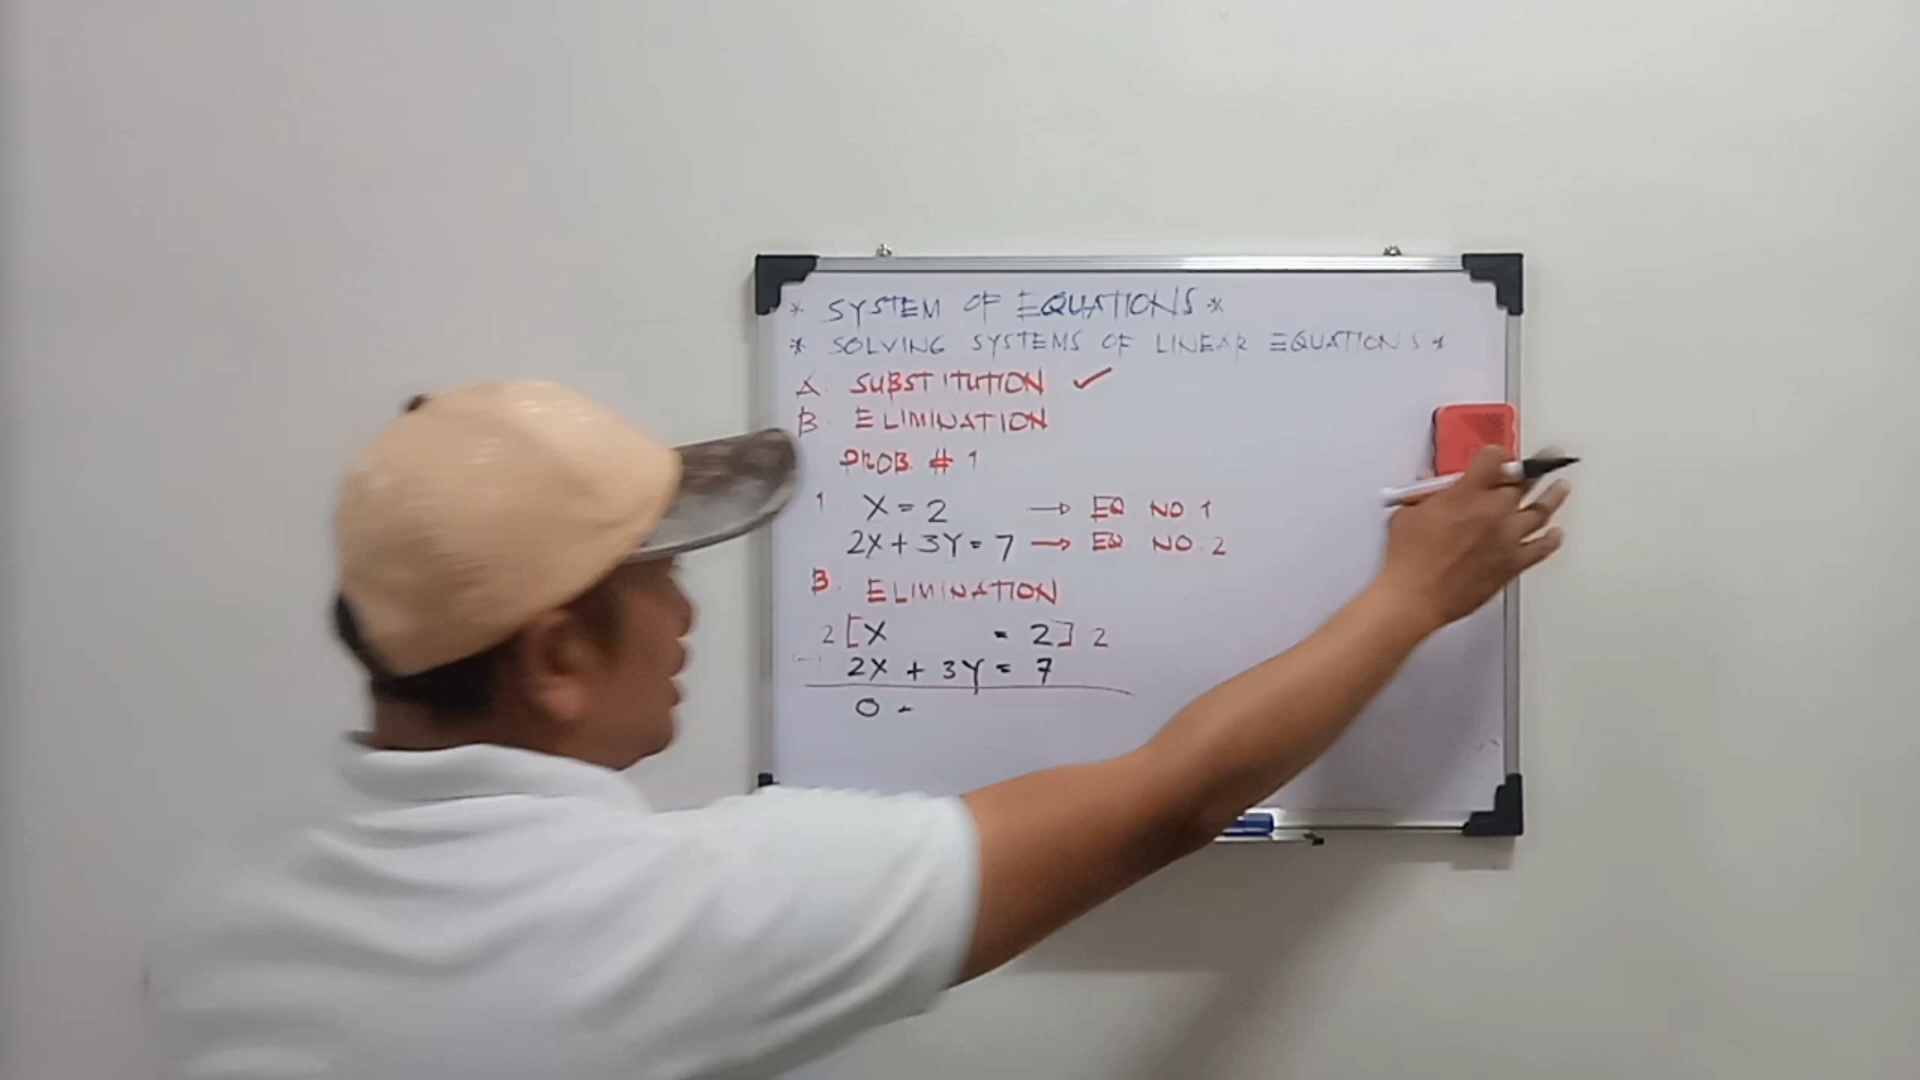 * SYSTEM OF EQUATIONS *
* SOLVING SYSTEMS OF LINEAR EQUATIONS *
A. SUBSTITUTION ✓
B. ELIMINATION
PROB. # 1
1 X = 2 → EQ NO 1
2X + 3Y = 7 → EQ NO. 2
B. ELIMINATION
2 [X = 2] 2
(-) 2X + 3Y = 7
0 -